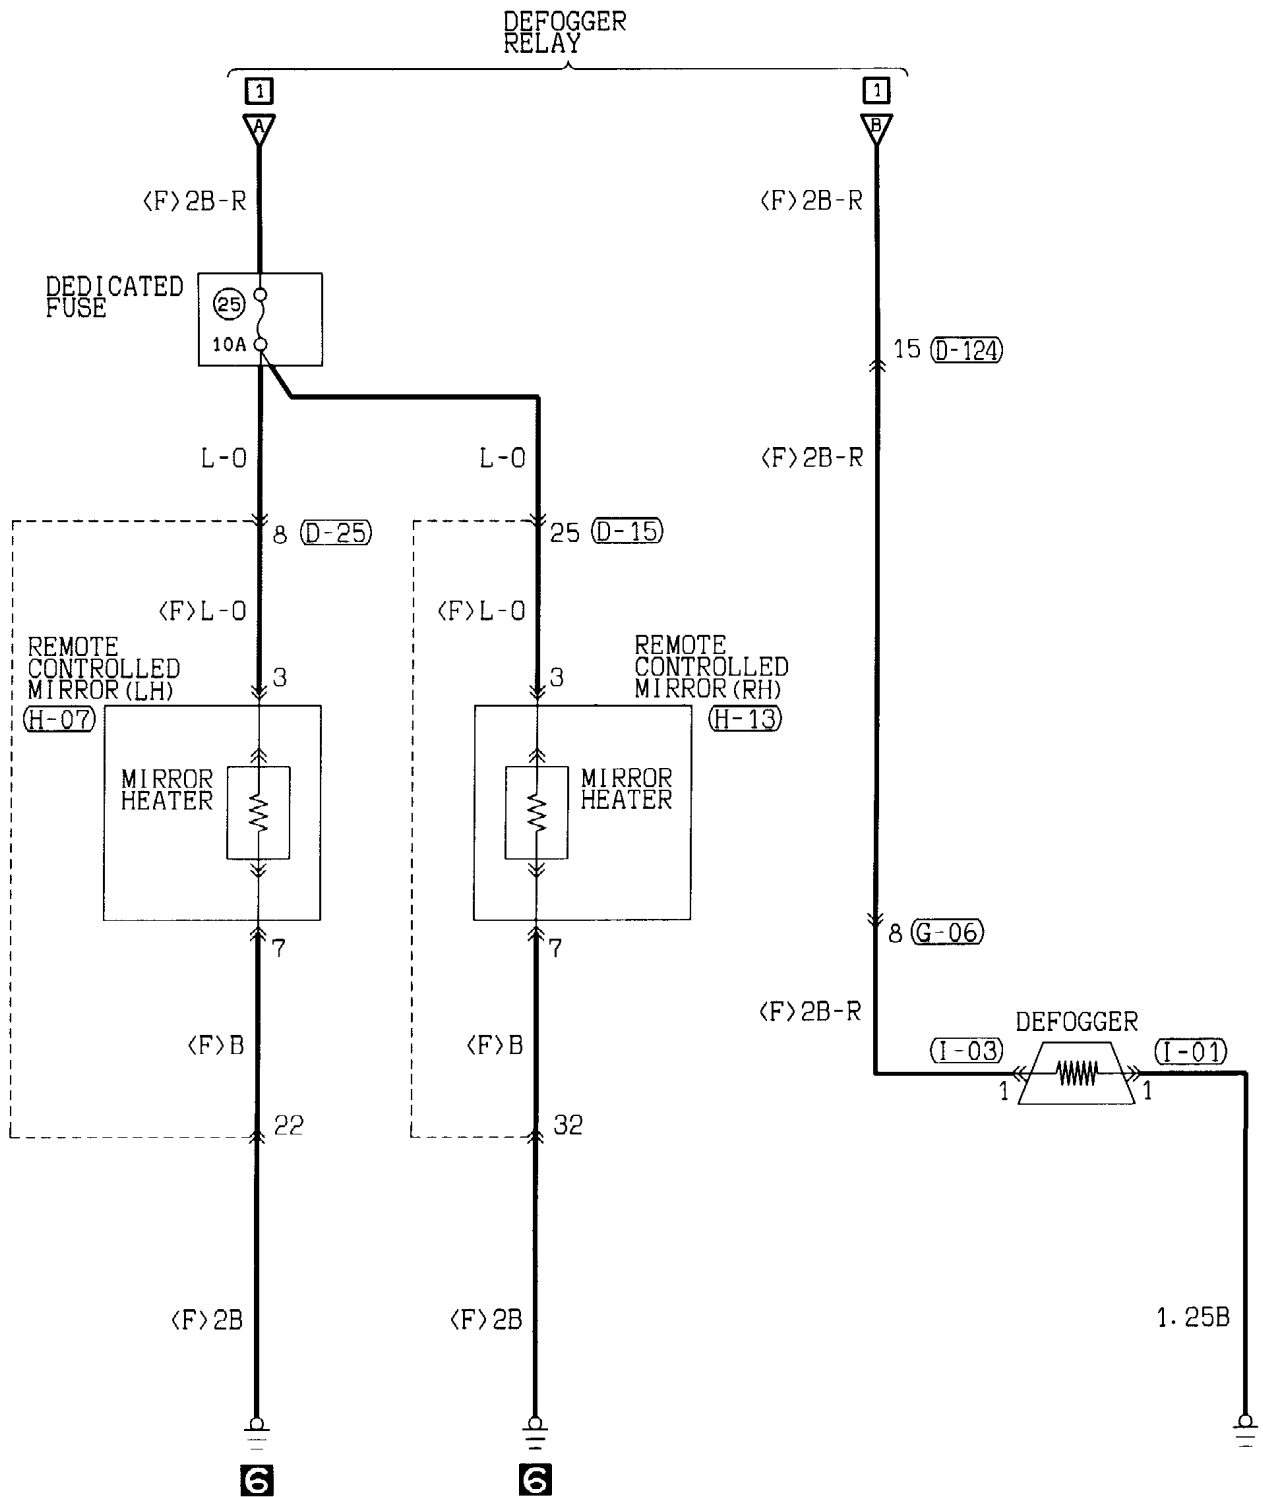 DEFOGGER
RELAY
1
1
A
B
<F>2B-R
<F>2B-R
DEDICATED
FUSE
25
10A
15 D-124
L-O
L-O
<F>2B-R
8 D-25
25 D-15
<F>L-O
<F>L-O
REMOTE
CONTROLLED
MIRROR(LH)
H-07
3
3
REMOTE
CONTROLLED
MIRROR(RH)
H-13
MIRROR
HEATER
MIRROR
HEATER
7
7
8 G-06
<F>2B-R
DEFOGGER
<F>B
<F>B
I-03
I-01
1
1
22
32
<F>2B
<F>2B
1.25B
6
6